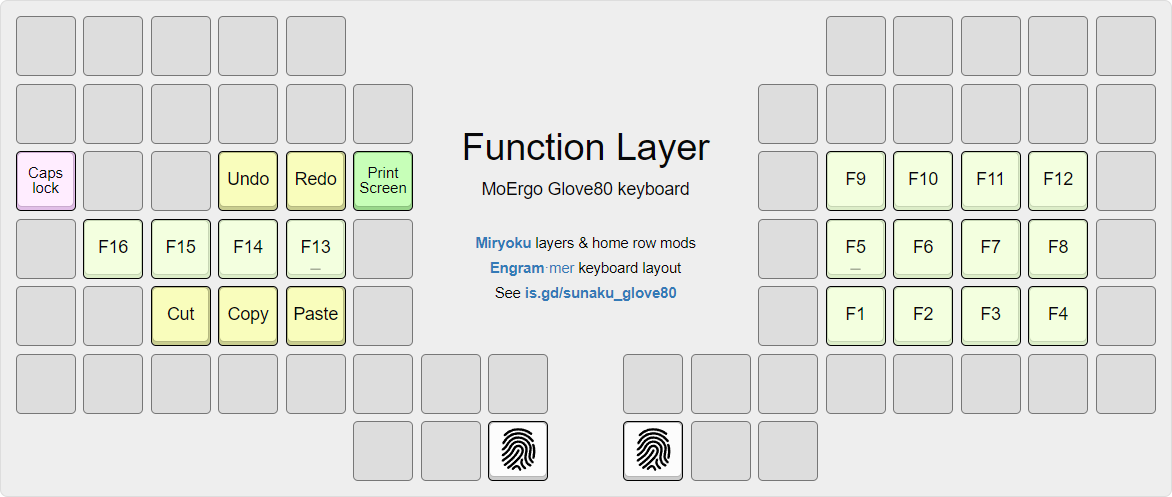 Function Layer
MoErgo Glove80 keyboard
Miryoku layers & home row mods
Engram·mer keyboard layout
See is.gd/sunaku_glove80
Caps
lock
Undo
Redo
Print
Screen
F9
F10
F11
F12
F16
F15
F14
F13
_
F5
_
F6
F7
F8
Cut
Copy
Paste
F1
F2
F3
F4